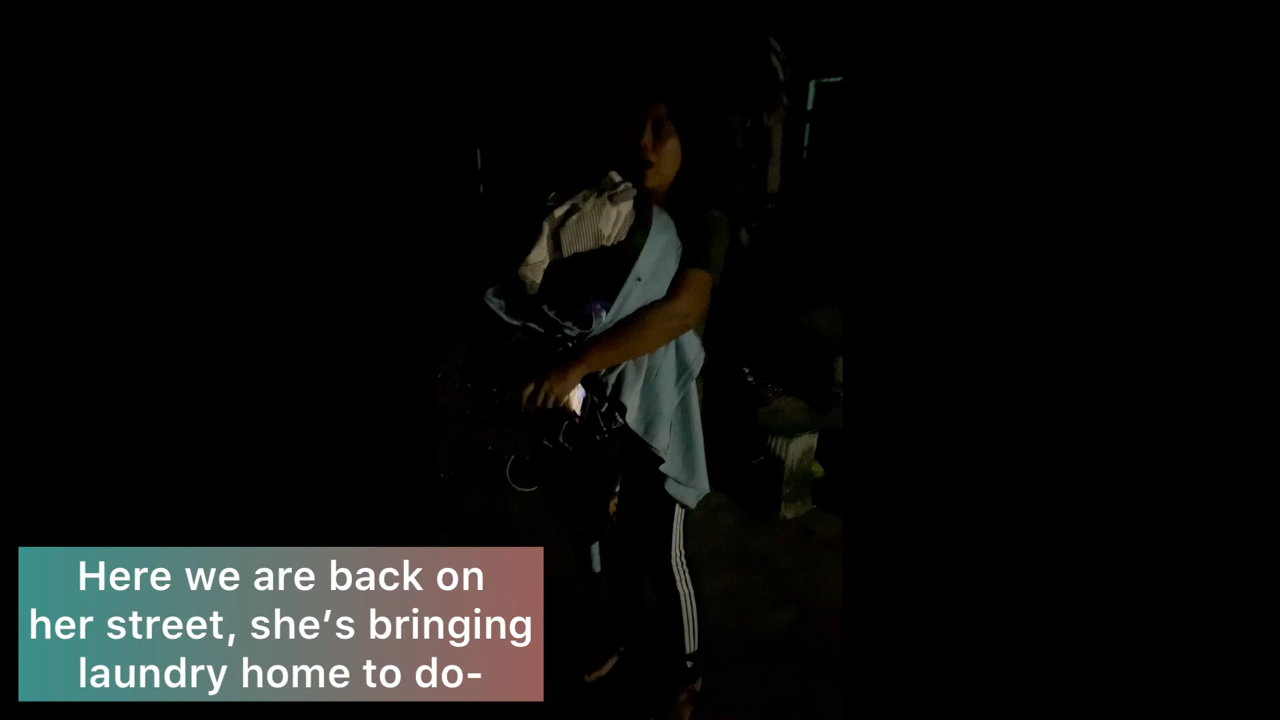 Here we are back on
her street, she’s bringing
laundry home to do-